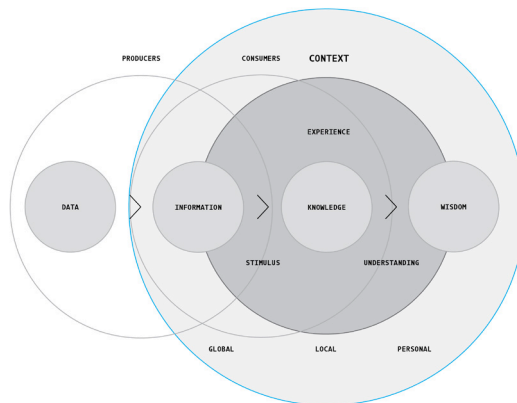 PRODUCERS
CONSUMERS
CONTEXT
EXPERIENCE
DATA
INFORMATION
KNOWLEDGE
WISDOM
STIMULUS
UNDERSTANDING
GLOBAL
LOCAL
PERSONAL